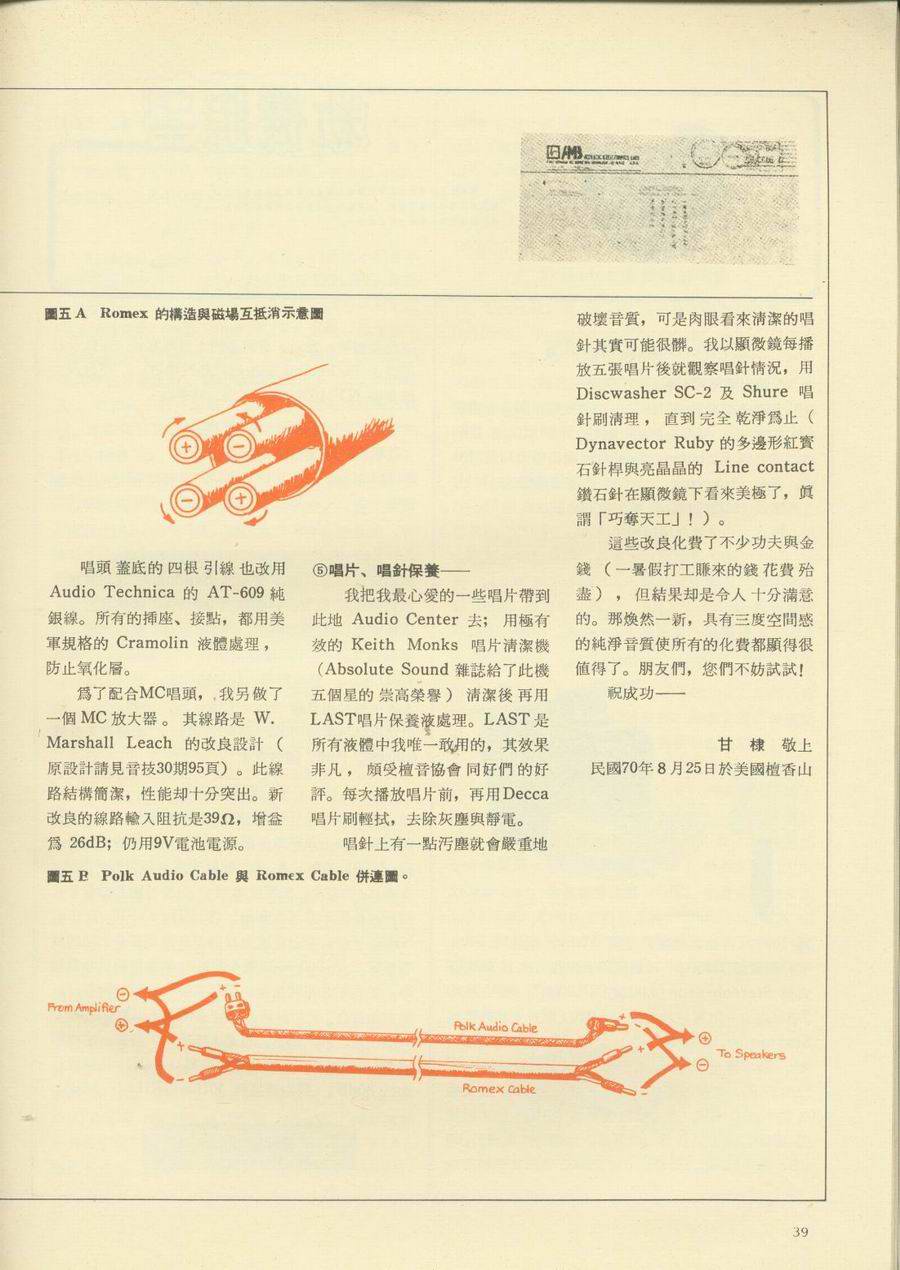 圖五 A Romex 的構造與磁場互抵消示意圖
唱頭蓋底的四根引線也改用
Audio Technica 的 AT-609 純
銀線。所有的揷座、接點，都用美
軍規格的 Cramolin 液體處理，
防止氧化層。
爲了配合MC唱頭，我另做了
一個 MC 放大器。其線路是 W.
Marshall Leach 的改良設計（
原設計請見音技30期95頁）。此線
路結構簡潔，性能却十分突出。新
改良的線路輸入阻抗是39Ω，增益
爲 26dB；仍用9V電池電源。
⑤唱片、唱針保養——
我把我最心愛的一些唱片帶到
此地 Audio Center 去；用極有
效的 Keith Monks 唱片淸潔機
（Absolute Sound 雜誌給了此機
五個星的崇高榮譽）淸潔後再用
LAST唱片保養液處理。LAST 是
所有液體中我唯一敢用的，其效果
非凡，頗受檀音協會同好們的好
評。每次播放唱片前，再用Decca
唱片刷輕拭，去除灰塵與靜電。
唱針上有一點汚塵就會嚴重地
破壞音質，可是肉眼看來淸潔的唱
針其實可能很髒。我以顯微鏡每播
放五張唱片後就觀察唱針情況，用
Discwasher SC-2 及 Shure 唱
針刷淸理，直到完全乾淨爲止（
Dynavector Ruby 的多邊形紅寶
石針桿與亮晶晶的 Line contact
鑽石針在顯微鏡下看來美極了，眞
謂「巧奪天工」！）。
這些改良化費了不少功夫與金
錢（一暑假打工賺來的錢花費殆
盡），但結果却是令人十分滿意
的。那煥然一新，具有三度空間感
的純淨音質使所有的化費都顯得很
値得了。朋友們，您們不妨試試！
祝成功——
甘 棣 敬上
民國70年8月25日於美國檀香山
圖五 B Polk Audio Cable 與 Romex Cable 併連圖。
From Amplifier
Polk Audio Cable
To Speakers
Romex Cable
39